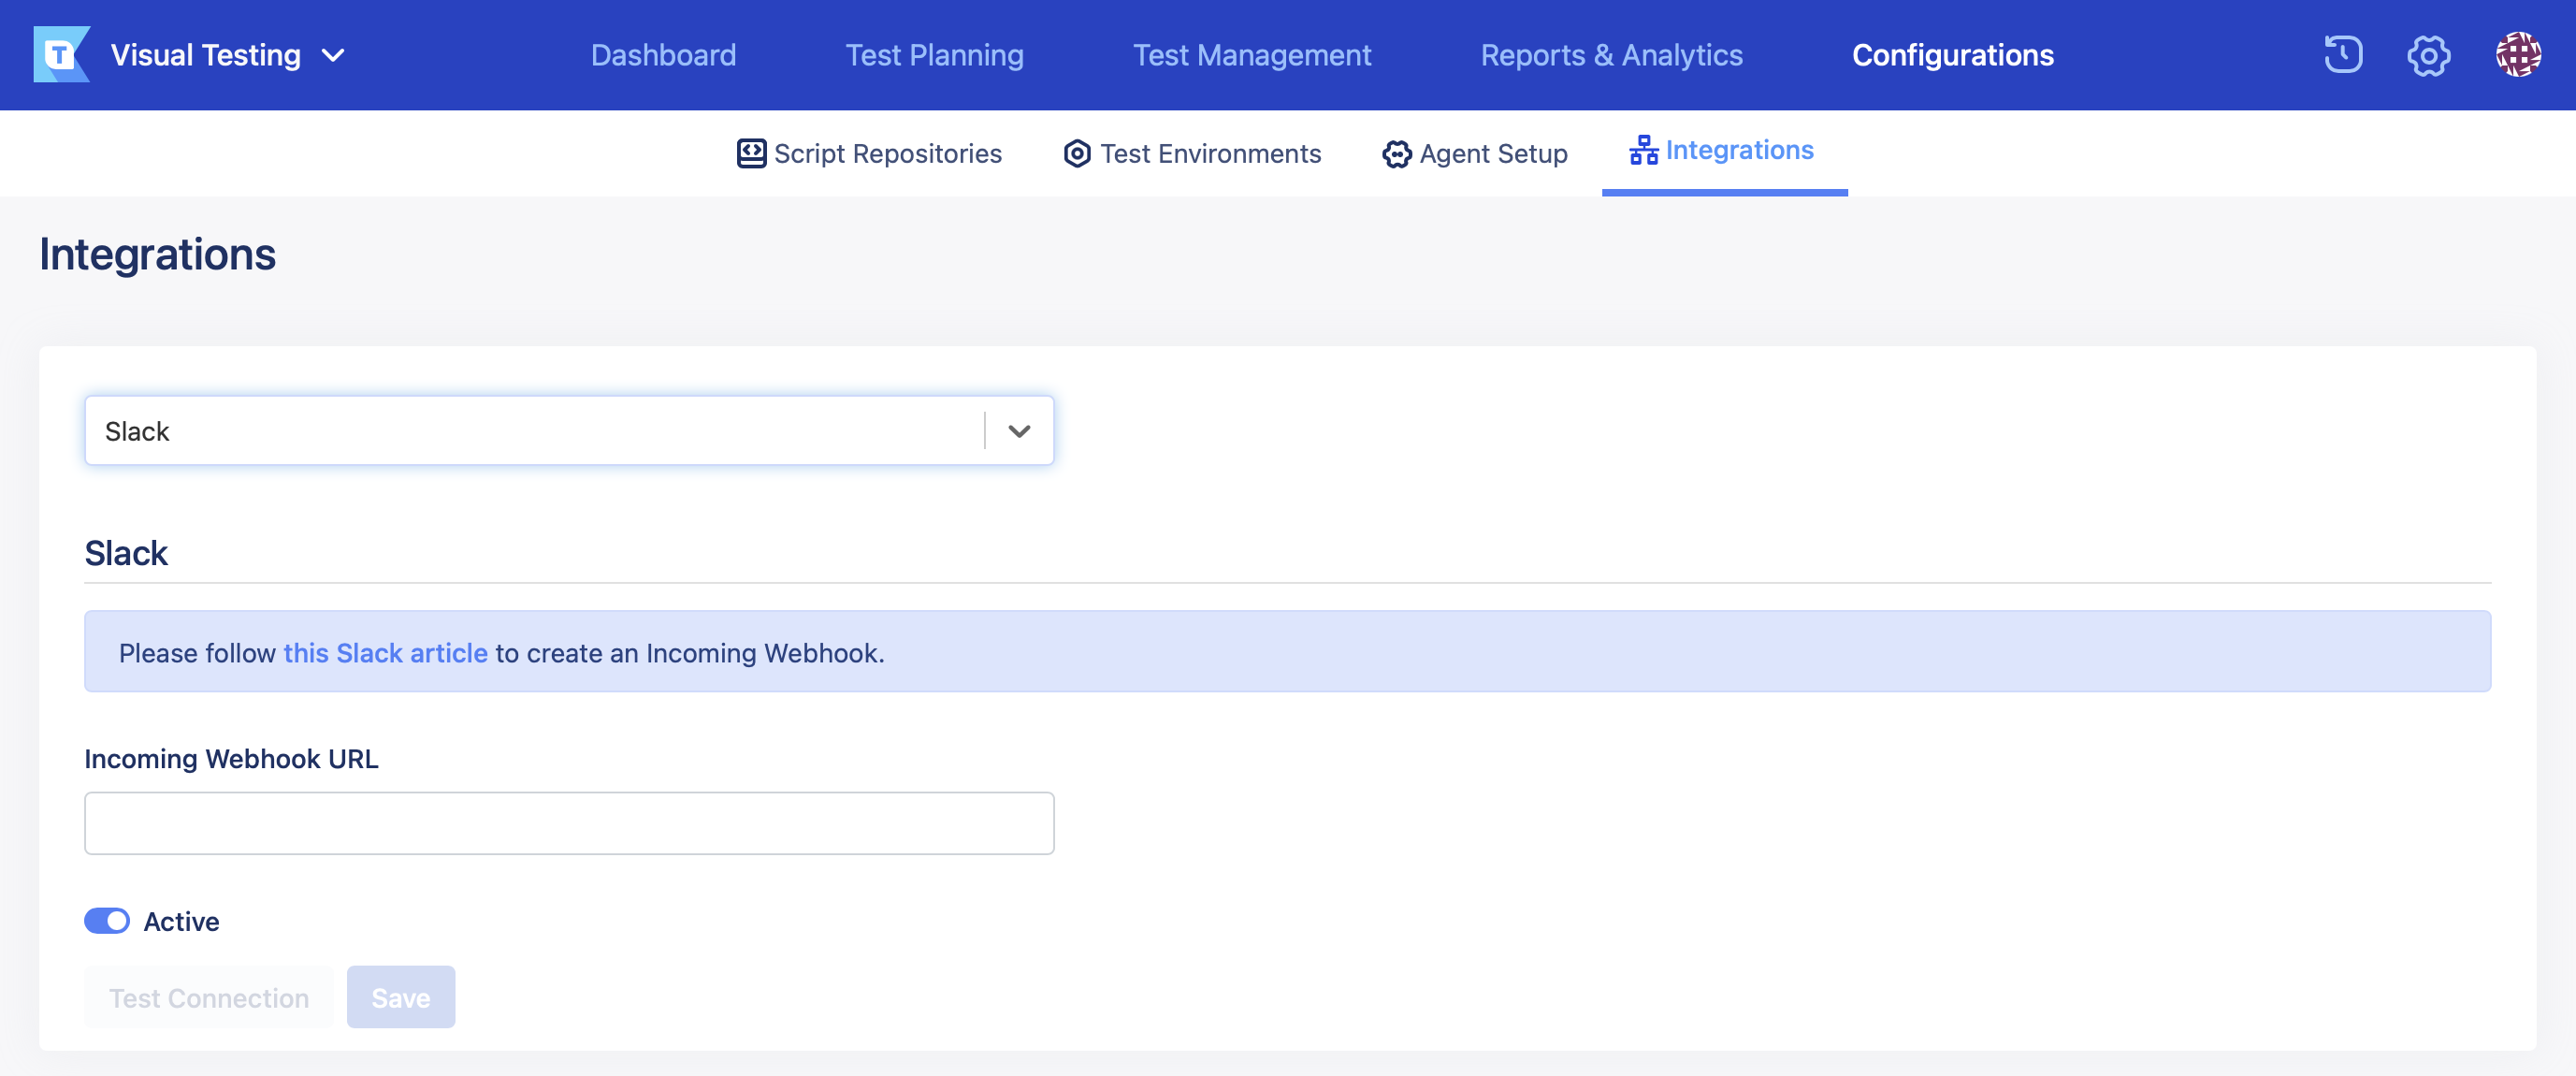 T
Visual Testing
Dashboard
Test Planning
Test Management
Reports & Analytics
Configurations
Script Repositories
Test Environments
Agent Setup
Integrations
Integrations
Slack
Slack
Please follow this Slack article to create an Incoming Webhook.
Incoming Webhook URL
Active
Test Connection
Save